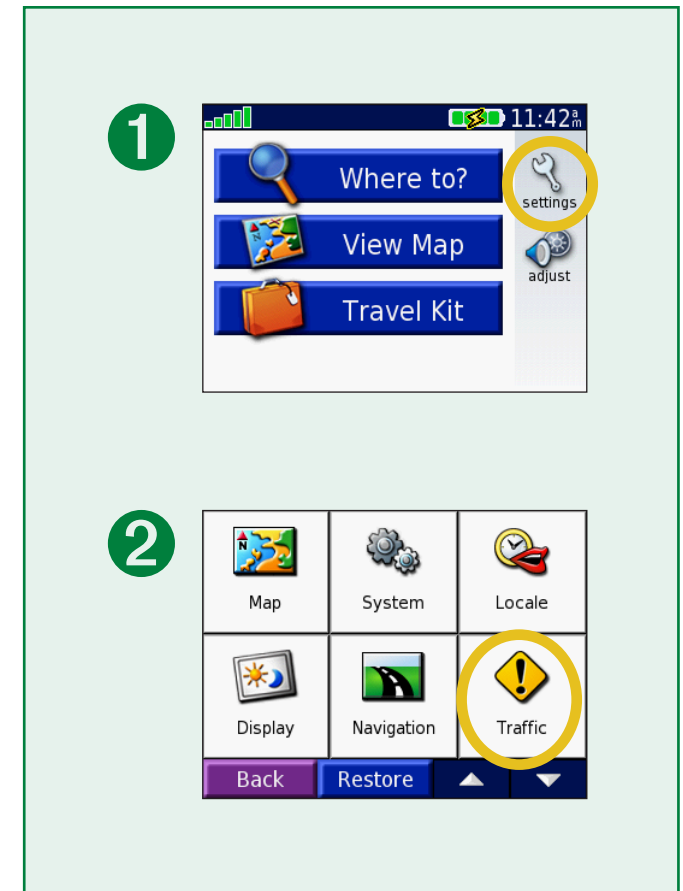 1
11:42 am
Where to?
settings
View Map
adjust
Travel Kit
2
N
Map
System
Locale
Display
Navigation
Traffic
Back
Restore